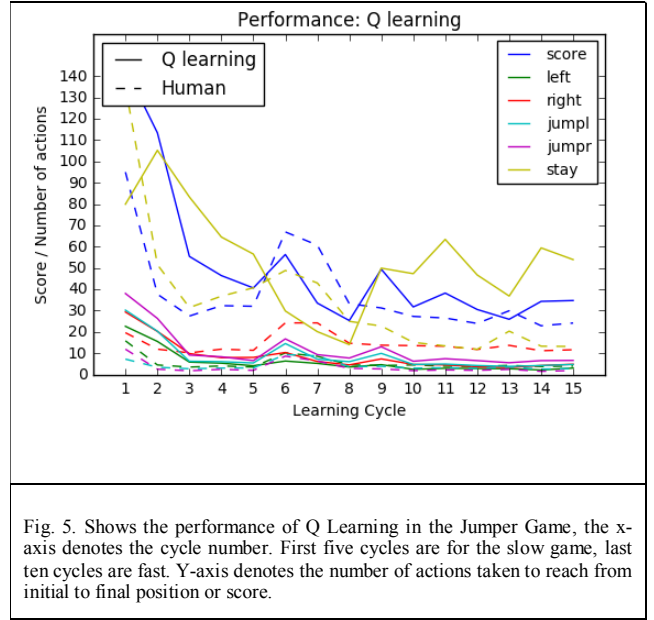 Performance: Q learning
Q learning
Human
score
left
right
jumpl
jumpr
stay
Score / Number of actions
140
130
120
110
100
90
80
70
60
50
40
30
20
10
0
1 2 3 4 5 6 7 8 9 10 11 12 13 14 15
Learning Cycle
Fig. 5. Shows the performance of Q Learning in the Jumper Game, the x-
axis denotes the cycle number. First five cycles are for the slow game, last
ten cycles are fast. Y-axis denotes the number of actions taken to reach from
initial to final position or score.